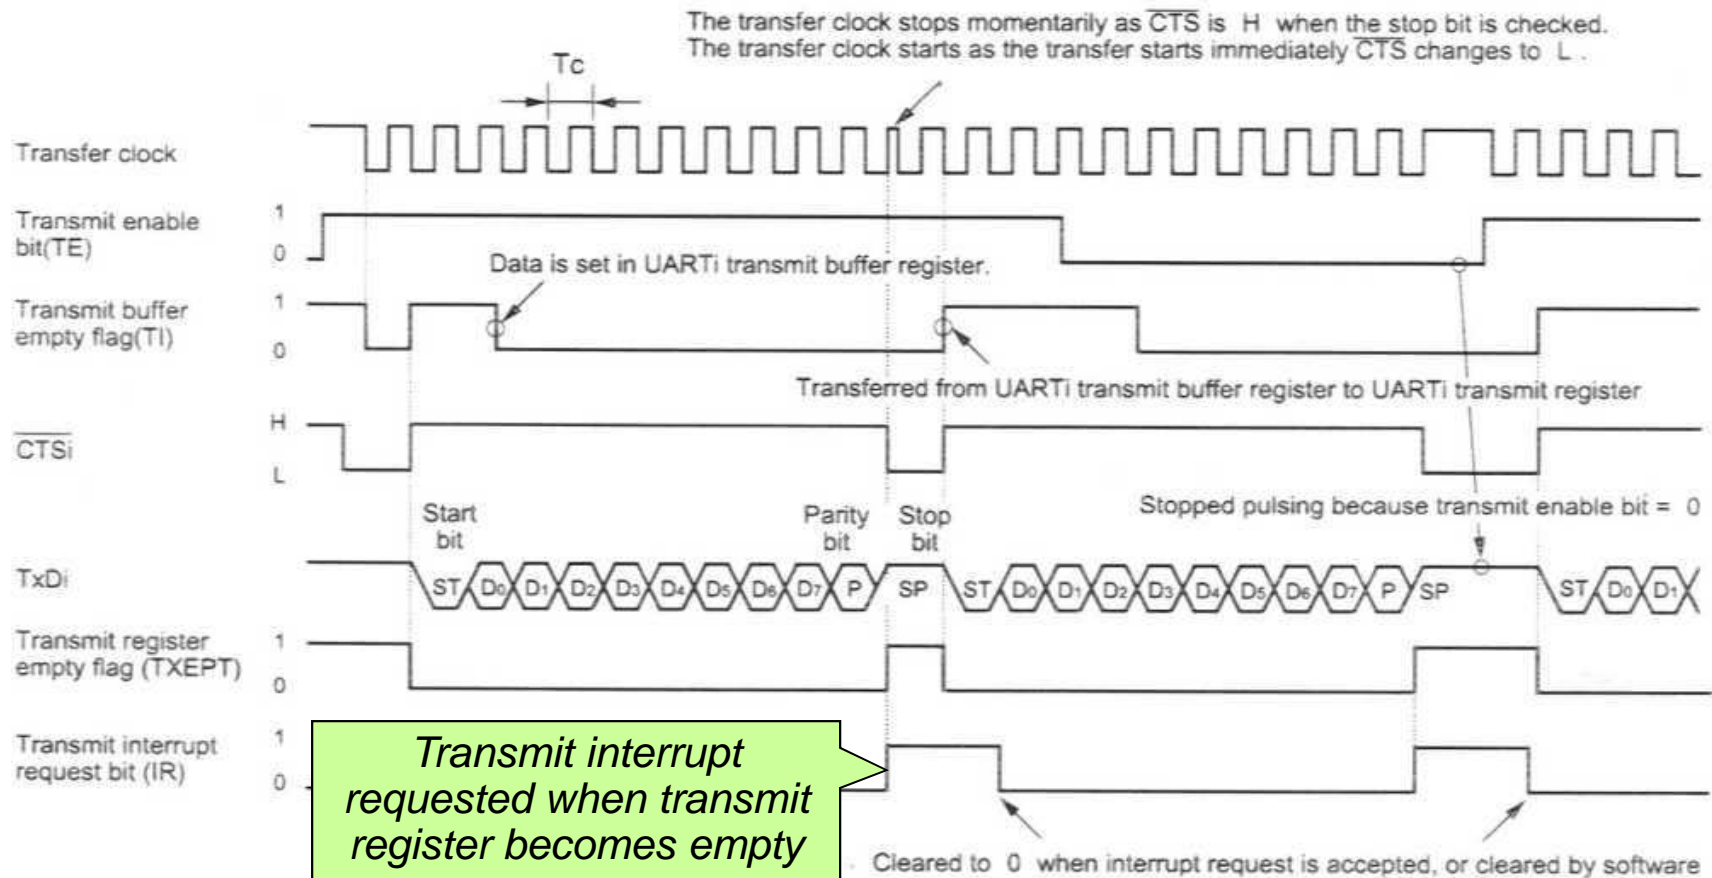 The transfer clock stops momentarily as CTS is H when the stop bit is checked.
The transfer clock starts as the transfer starts immediately CTS changes to L .
Tc
Transfer clock
Transmit enable
bit(TE)
1
0
Data is set in UARTi transmit buffer register.
Transmit buffer
empty flag(TI)
1
0
Transferred from UARTi transmit buffer register to UARTi transmit register
CTSi
H
L
Stopped pulsing because transmit enable bit = 0
Start
bit
Parity
bit
Stop
bit
TxDi
ST D0 D1 D2 D3 D4 D5 D6 D7 P SP ST D0 D1 D2 D3 D4 D5 D6 D7 P SP ST D0 D1
Transmit register
empty flag (TXEPT)
1
0
Transmit interrupt
request bit (IR)
1
0
Transmit interrupt
requested when transmit
register becomes empty
. Cleared to 0 when interrupt request is accepted, or cleared by software